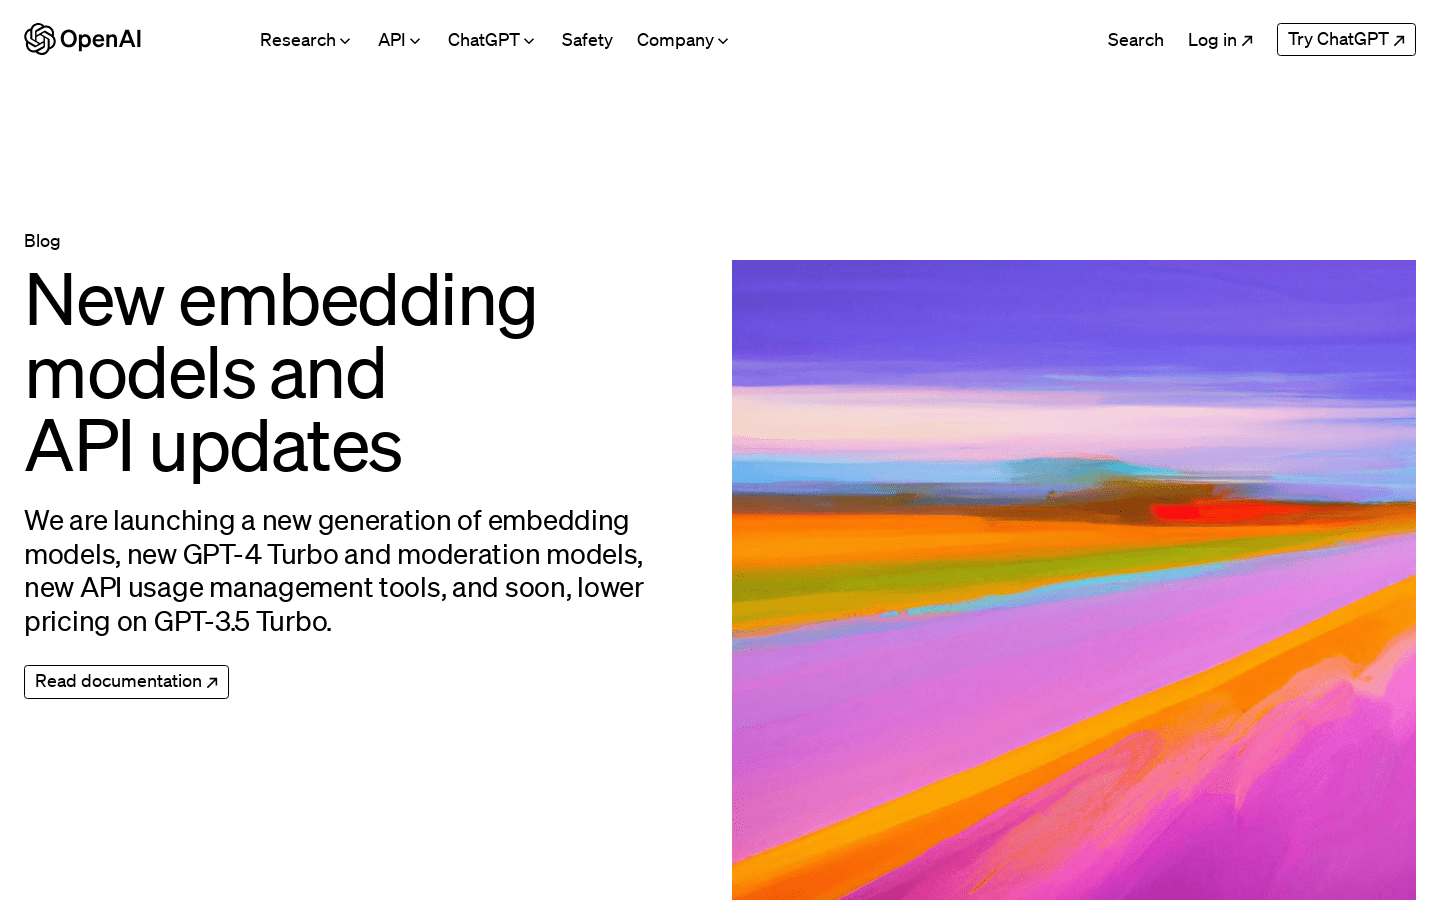 OpenAI
Research
API
ChatGPT
Safety
Company
Search
Log in
Try ChatGPT
Blog
New embedding
models and
API updates
We are launching a new generation of embedding
models, new GPT-4 Turbo and moderation models,
new API usage management tools, and soon, lower
pricing on GPT-3.5 Turbo.
Read documentation